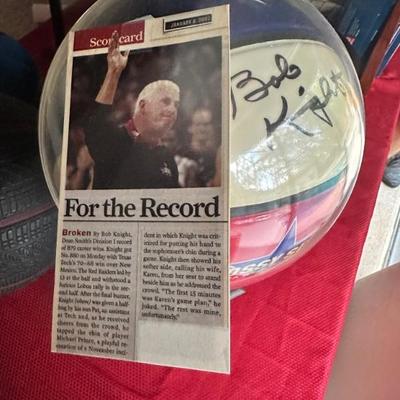 Scorecard
JANUARY 8, 2007
For the Record
Broken By Bob Knight,
Dean Smith's Division I record
of 879 career wins. Knight got
No. 880 on Monday with Texas
Tech's 70–68 win over New
Mexico. The Red Raiders led by
12 at the half and withstood a
furious Lobos rally in the sec-
ond half. After the final buzzer,
Knight (above) was given a half-
hug by his son Pat, an assistant
at Tech and, as he received
cheers from the crowd, he
tapped the chin of player
Michael Prince, a playful re-
creation of a November inci-
dent in which Knight was crit-
icized for putting his hand to
the sophomore's chin during a
game. Knight then showed his
softer side, calling his wife,
Karen, from her seat to stand
beside him as he addressed the
crowd. "The first 15 minutes
was Karen's game plan," he
joked. "The rest was mine,
unfortunately."
Bob
Knight